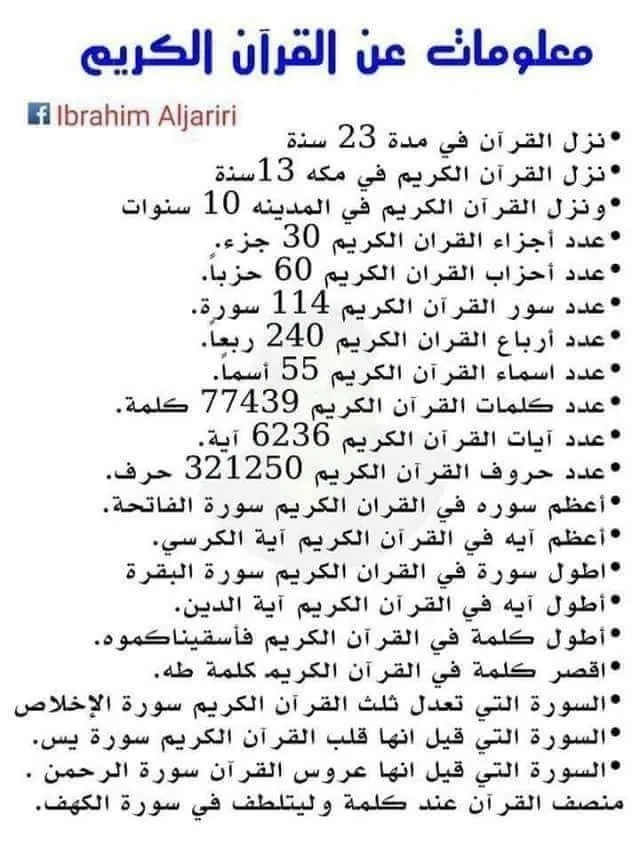 معلومات عن القرآن الكريم
Ibrahim Aljariri
•نزل القرآن في مدة 23 سنة
•نزل القرآن الكريم في مكه 13سنة
•ونزل القرآن الكريم في المدينه 10 سنوات
•عدد أجزاء القران الكريم 30 جزء.
•عدد أحزاب القران الكريم 60 حزباً.
•عدد سور القرآن الكريم 114 سورة.
•عدد أرباع القران الكريم 240 ربعاً.
•عدد اسماء القرآن الكريم 55 أسماً.
•عدد كلمات القرآن الكريم 77439 كلمة.
•عدد آيات القرآن الكريم 6236 آية.
•عدد حروف القرآن الكريم 321250 حرف.
•أعظم سوره في القران الكريم سورة الفاتحة.
•أعظم آيه في القرآن الكريم آية الكرسي.
•اطول سورة في القران الكريم سورة البقرة
•أطول آيه في القرآن الكريم آية الدين.
•أطول كلمة في القرآن الكريم فأسقيناكموه.
•اقصر كلمة في القرآن الكريم كلمة طه.
•السورة التي تعدل ثلث القرآن الكريم سورة الإخلاص
•السورة التي قيل انها قلب القرآن الكريم سورة يس.
•السورة التي قيل انها عروس القرآن سورة الرحمن .
منصف القرآن عند كلمة وليتلطف في سورة الكهف.